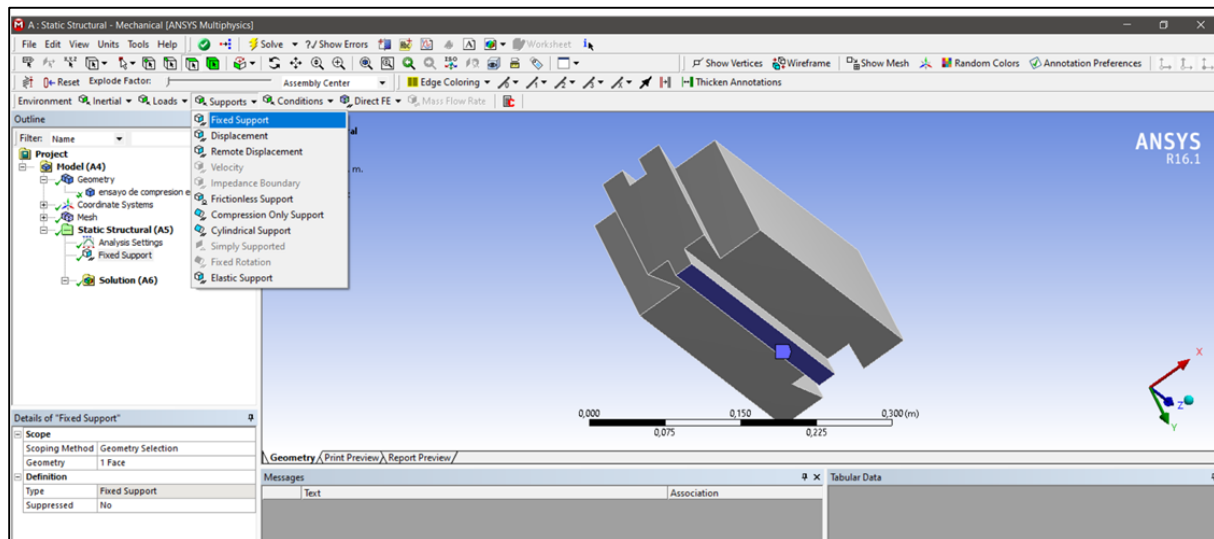 A : Static Structural - Mechanical [ANSYS Multiphysics]
File Edit View Units Tools Help Solve ?/ Show Errors Worksheet
Show Vertices Wireframe Show Mesh Random Colors Annotation Preferences
Reset Explode Factor: Assembly Center Edge Coloring Thicken Annotations
Environment Inertial Loads Supports Conditions Direct FE Mass Flow Rate
Outline
Filter: Name
Project
Model (A4)
Geometry
ensayo de compresion e
Coordinate Systems
Mesh
Static Structural (A5)
Analysis Settings
Fixed Support
Solution (A6)
Fixed Support
Displacement
Remote Displacement
Velocity
Impedance Boundary
Frictionless Support
Compression Only Support
Cylindrical Support
Simply Supported
Fixed Rotation
Elastic Support
al
m.
ANSYS
R16.1
X
Z
Y
0,000 0,150 0,300 (m)
0,075 0,225
Details of "Fixed Support"
Scope
Scoping Method Geometry Selection
Geometry 1 Face
Definition
Type Fixed Support
Suppressed No
Geometry Print Preview Report Preview
Messages
Text Association
Tabular Data